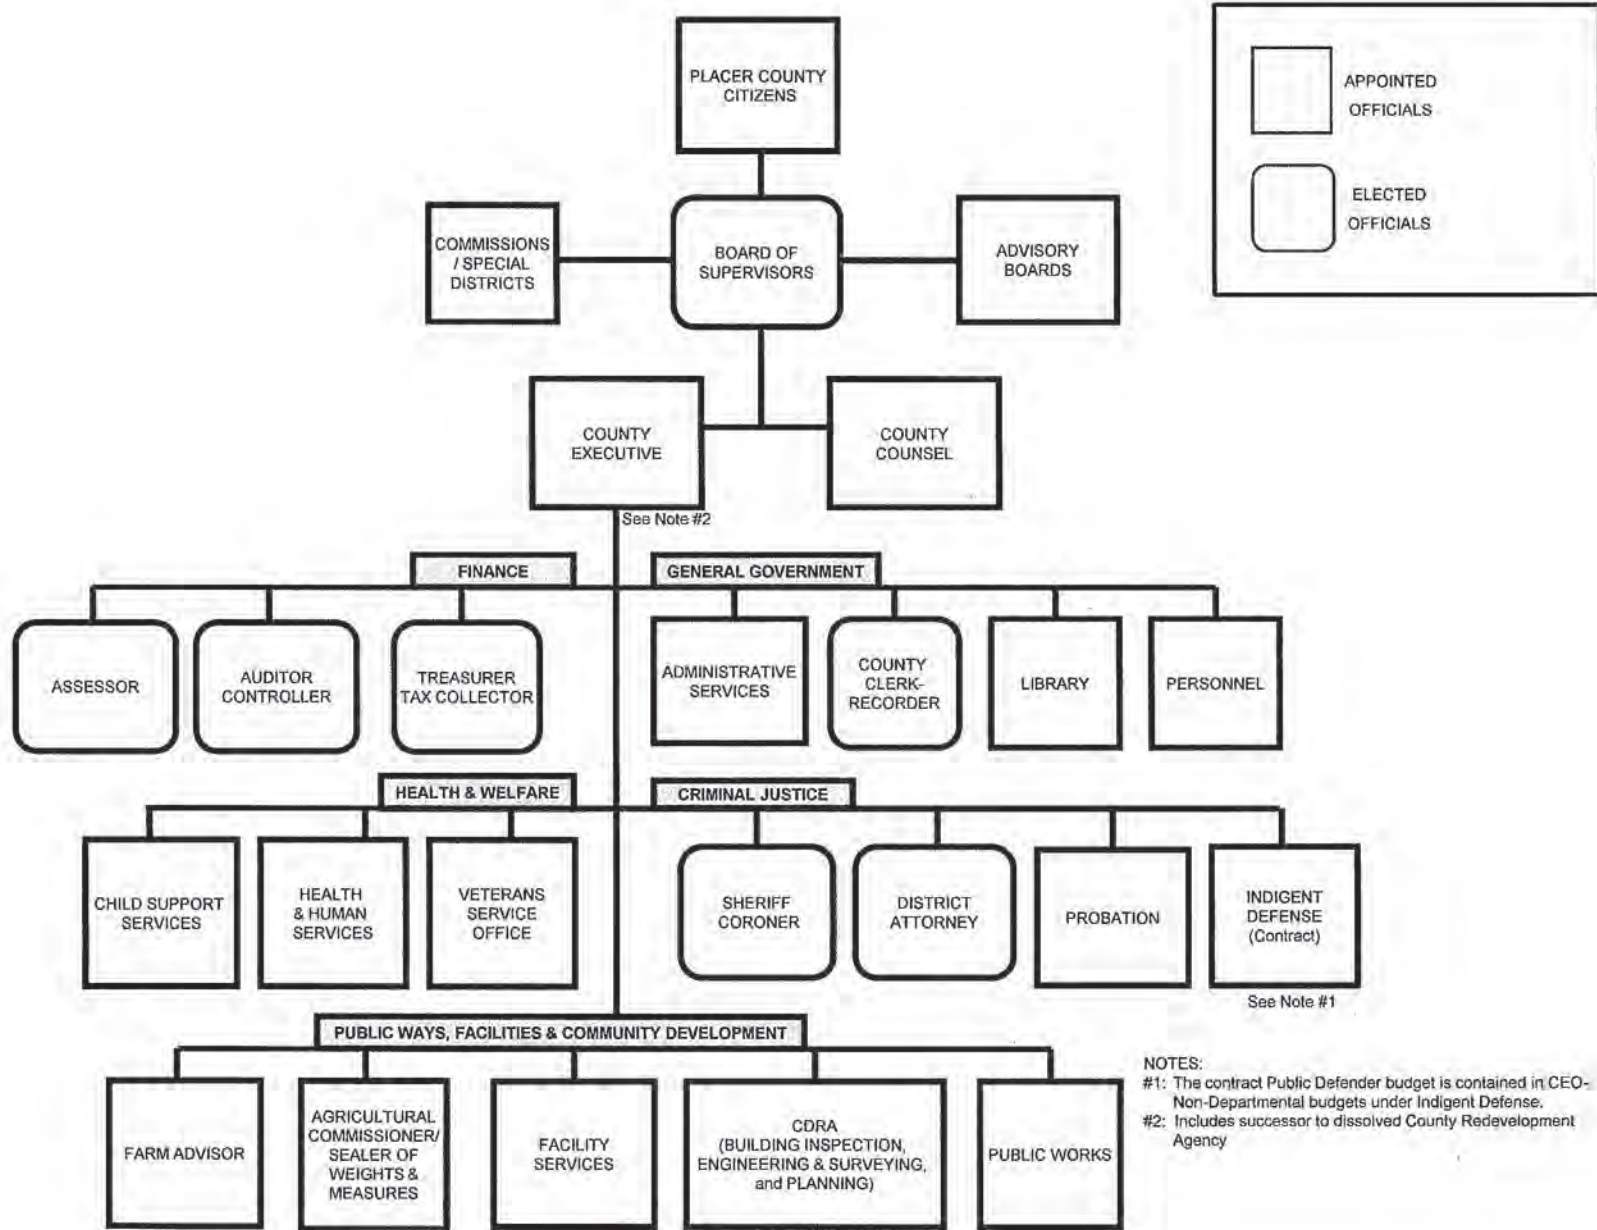 PLACER COUNTY
CITIZENS
APPOINTED
OFFICIALS
ELECTED
OFFICIALS
COMMISSIONS
/ SPECIAL
DISTRICTS
BOARD OF
SUPERVISORS
ADVISORY
BOARDS
COUNTY
EXECUTIVE
COUNTY
COUNSEL
See Note #2
FINANCE
GENERAL GOVERNMENT
ASSESSOR
AUDITOR
CONTROLLER
TREASURER
TAX COLLECTOR
ADMINISTRATIVE
SERVICES
COUNTY
CLERK-
RECORDER
LIBRARY
PERSONNEL
HEALTH & WELFARE
CRIMINAL JUSTICE
CHILD SUPPORT
SERVICES
HEALTH
& HUMAN
SERVICES
VETERANS
SERVICE
OFFICE
SHERIFF
CORONER
DISTRICT
ATTORNEY
PROBATION
INDIGENT
DEFENSE
(Contract)
See Note #1
PUBLIC WAYS, FACILITIES & COMMUNITY DEVELOPMENT
FARM ADVISOR
AGRICULTURAL
COMMISSIONER/
SEALER OF
WEIGHTS &
MEASURES
FACILITY
SERVICES
CDRA
(BUILDING INSPECTION,
ENGINEERING & SURVEYING,
and PLANNING)
PUBLIC WORKS
NOTES:
#1: The contract Public Defender budget is contained in CEO-
Non-Departmental budgets under Indigent Defense.
#2: Includes successor to dissolved County Redevelopment
Agency